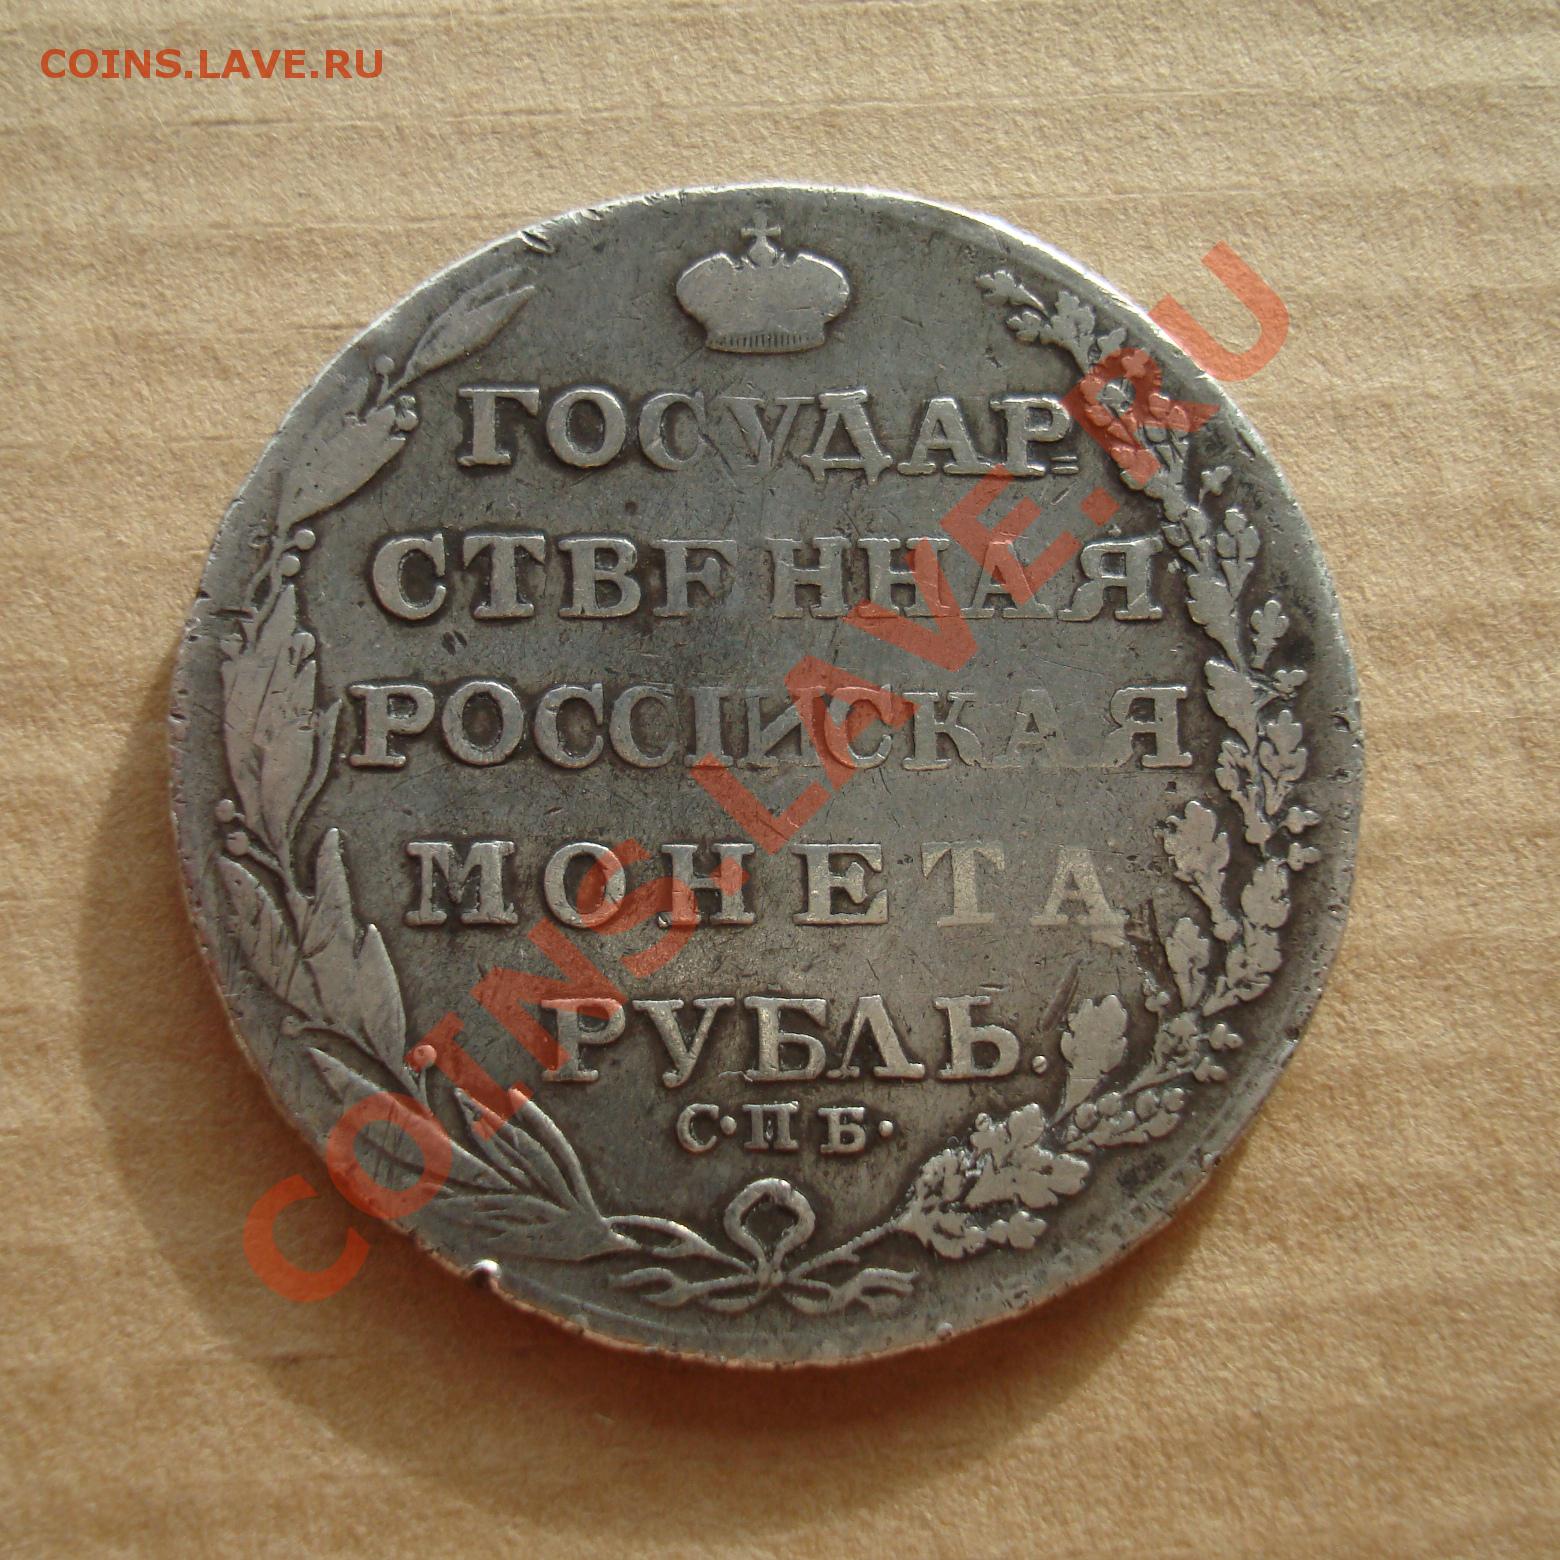 COINS.LAVE.RU
ГОСУДАР=
СТВЕННАЯ
РОССІЙСКАЯ
МОНЕТА
РУБЛЬ.
С·П Б·
COINS.LAVE.RU